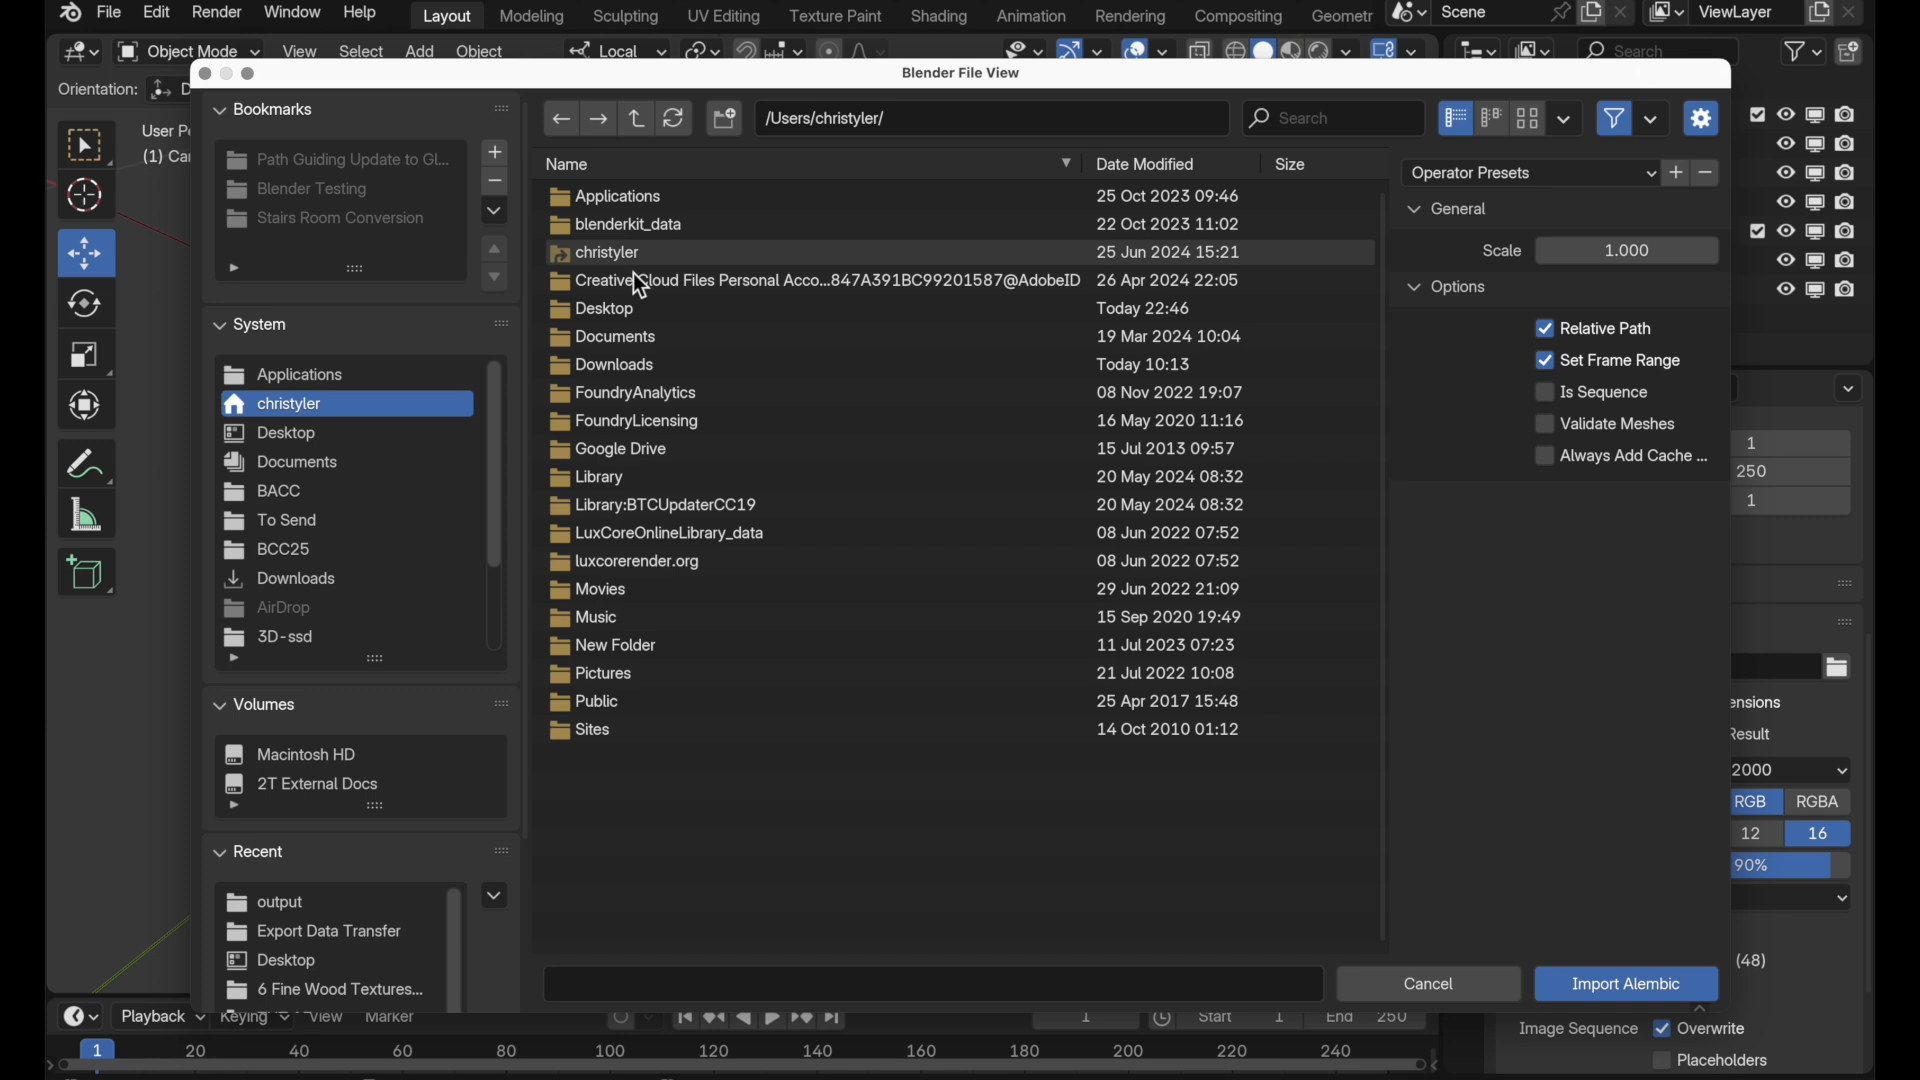 File Edit Render Window Help Layout Modeling Sculpting UV Editing Texture Paint Shading Animation Rendering Compositing Geometr Scene ViewLayer
Object Mode View Select Add Object Local Search
Blender File View
Orientation: D
User Pe
(1) Car
Bookmarks
Path Guiding Update to Gl...
Blender Testing
Stairs Room Conversion
System
Applications
christyler
Desktop
Documents
BACC
To Send
BCC25
Downloads
AirDrop
3D-ssd
Volumes
Macintosh HD
2T External Docs
Recent
output
Export Data Transfer
Desktop
6 Fine Wood Textures...
/Users/christyler/ Search
Name Date Modified Size
Applications 25 Oct 2023 09:46
blenderkit_data 22 Oct 2023 11:02
christyler 25 Jun 2024 15:21
Creative Cloud Files Personal Acco...847A391BC99201587@AdobeID 26 Apr 2024 22:05
Desktop Today 22:46
Documents 19 Mar 2024 10:04
Downloads Today 10:13
FoundryAnalytics 08 Nov 2022 19:07
FoundryLicensing 16 May 2020 11:16
Google Drive 15 Jul 2013 09:57
Library 20 May 2024 08:32
Library:BTCUpdaterCC19 20 May 2024 08:32
LuxCoreOnlineLibrary_data 08 Jun 2022 07:52
luxcorerender.org 08 Jun 2022 07:52
Movies 29 Jun 2022 21:09
Music 15 Sep 2020 19:49
New Folder 11 Jul 2023 07:23
Pictures 21 Jul 2022 10:08
Public 25 Apr 2017 15:48
Sites 14 Oct 2010 01:12
Operator Presets
General
Scale 1.000
Options
Relative Path
Set Frame Range
Is Sequence
Validate Meshes
Always Add Cache ...
Cancel Import Alembic
1
250
1
ensions
Result
2000
RGB RGBA
12 16
90%
(48)
Image Sequence Overwrite
Placeholders
Playback Keying View Marker 1 Start 1 End 250
1 20 40 60 80 100 120 140 160 180 200 220 240